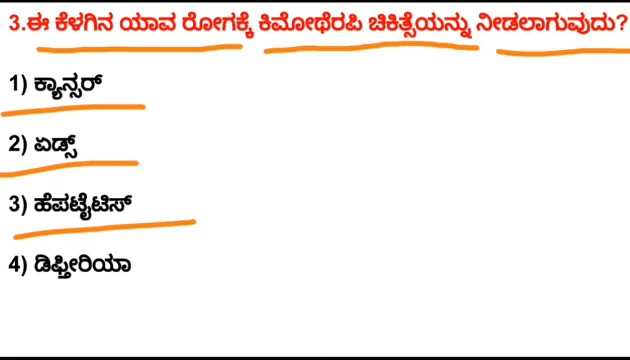 3.ಈ ಕೆಳಗಿನ ಯಾವ ರೋಗಕ್ಕೆ ಕಿಮೋಥೆರಪಿ ಚಿಕಿತ್ಸೆಯನ್ನು ನೀಡಲಾಗುವುದು?
1) ಕ್ಯಾನ್ಸರ್
2) ಏಡ್ಸ್
3) ಹೆಪಟೈಟಿಸ್
4) ಡಿಫ್ತೀರಿಯಾ